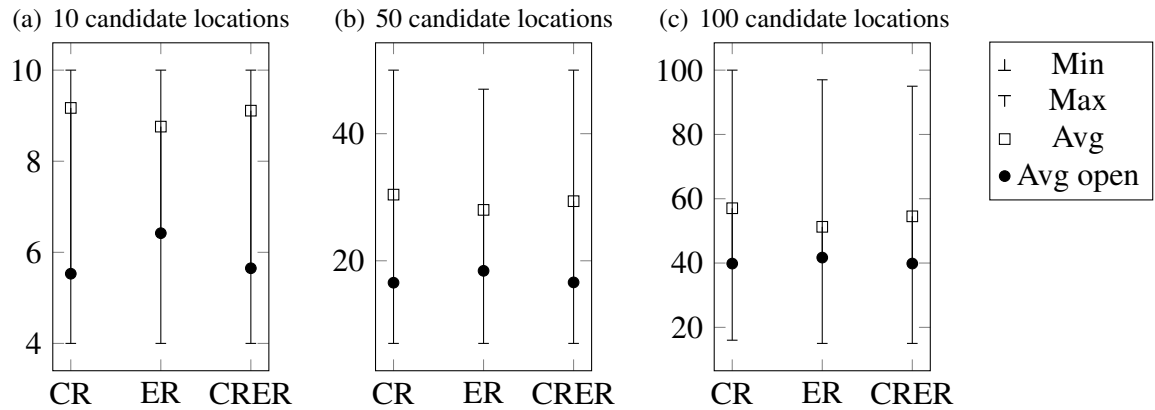 (a) 10 candidate locations
10
8
6
4
CR ER CRER
(b) 50 candidate locations
40
20
CR ER CRER
(c) 100 candidate locations
100
80
60
40
20
CR ER CRER
Min
Max
Avg
Avg open